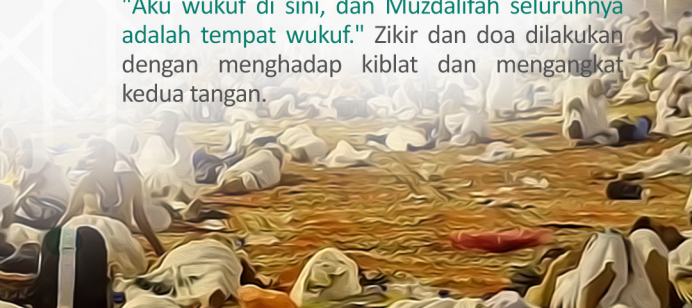 "Aku wukuf di sini, dan Muzdalifah seluruhnya
adalah tempat wukuf." Zikir dan doa dilakukan
dengan menghadap kiblat dan mengangkat
kedua tangan.